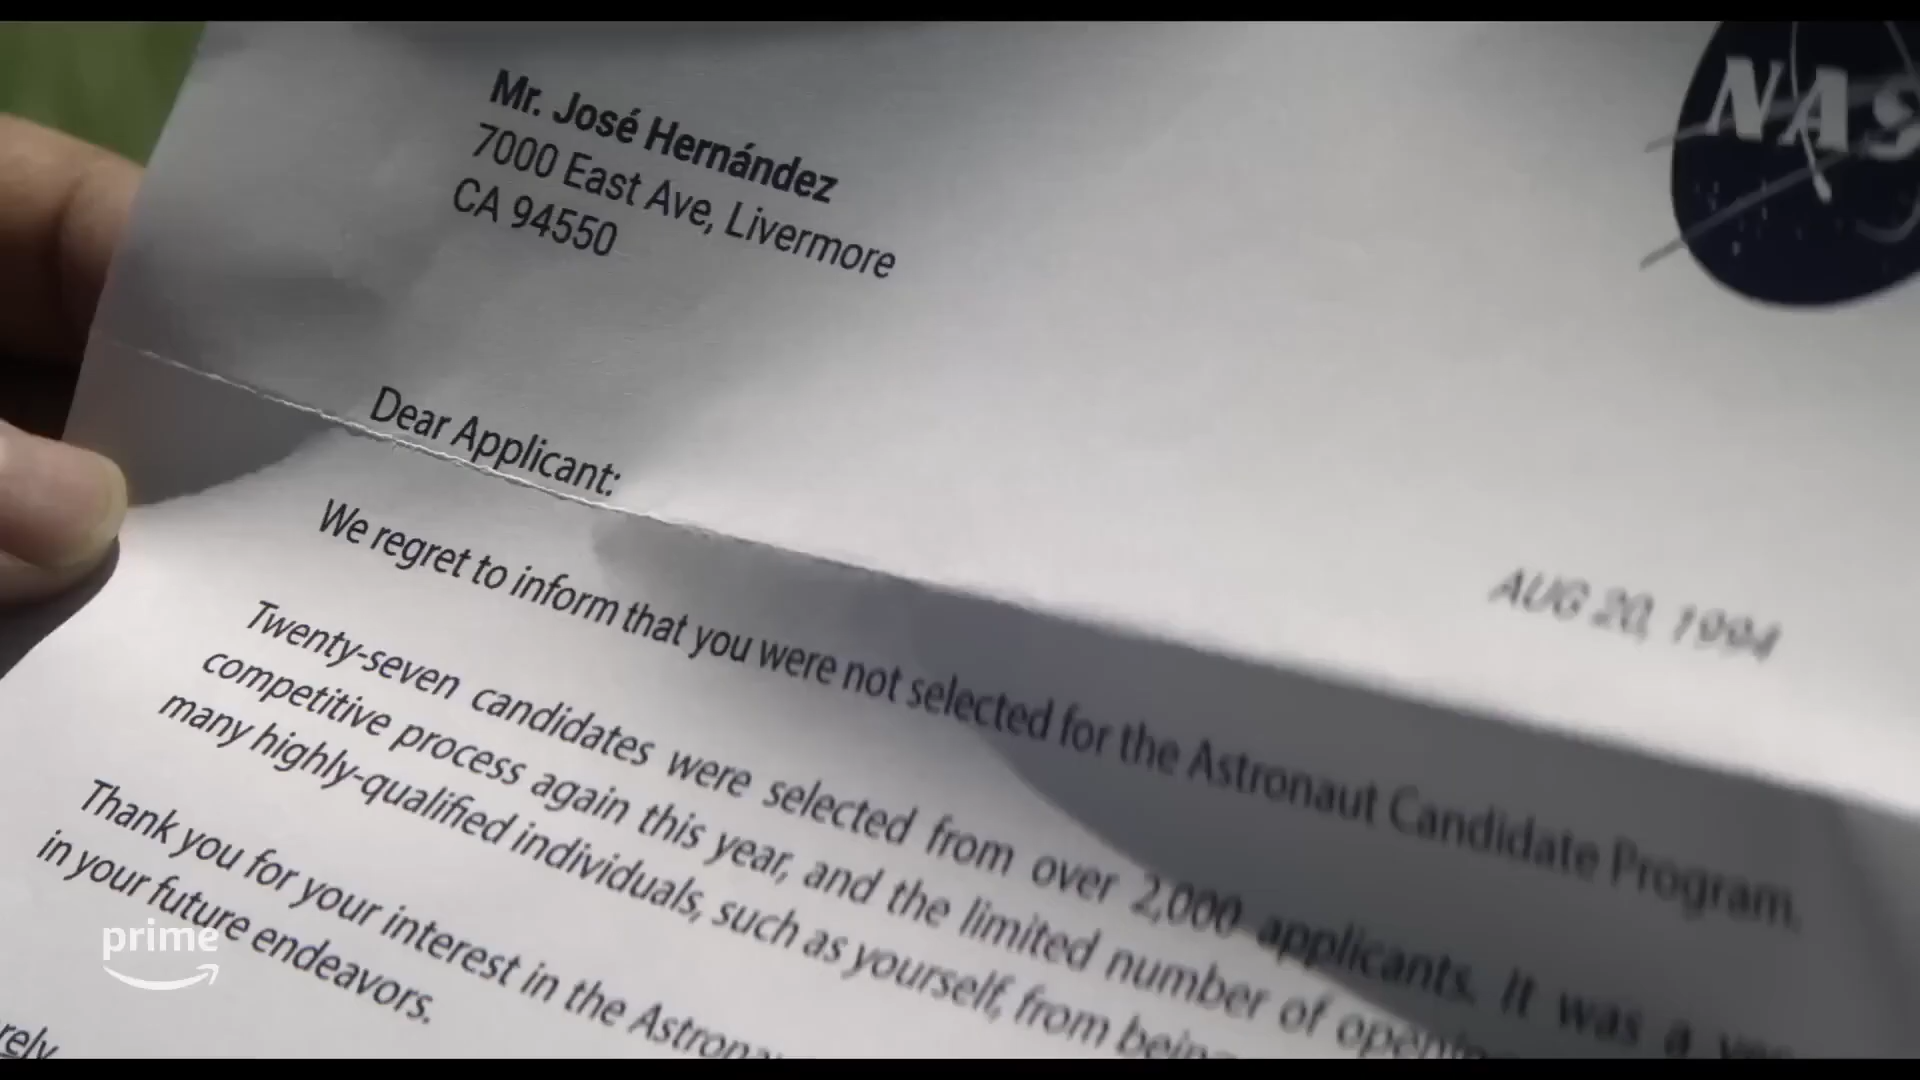 NAS
Mr. José Hernández
7000 East Ave, Livermore
CA 94550
AUG 20, 1994
Dear Applicant:
We regret to inform that you were not selected for the Astronaut Candidate Program.
Twenty-seven candidates were selected from over 2,000 applicants. It was a
competitive process again this year, and the limited number of
many highly-qualified individuals, such as yourself, from
Thank you for your interest in the
in your future endeavors.
rely
prime